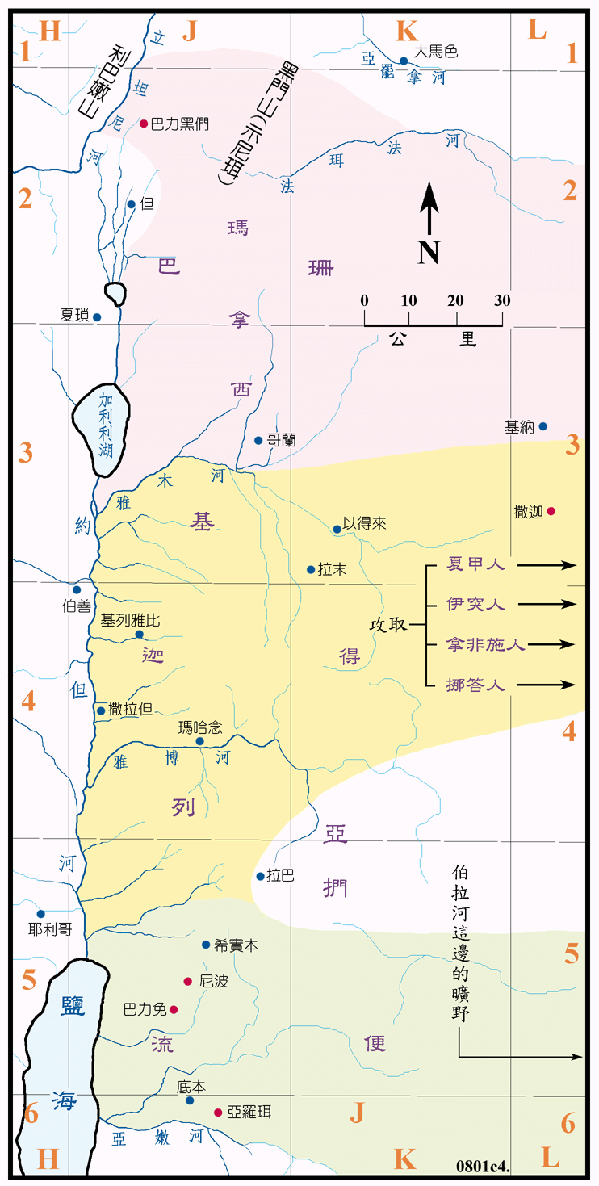 H J K L
1 1
利巴嫩山
立坦尼河
黑門山(示尼珥)
大馬色
亞羅拿河
巴力黑們
法珥法河
2 2
但
N
瑪拿西
巴珊
0 10 20 30
公里
夏瑣
加利利湖
哥蘭
基納
3 3
雅木河
撒迦
約但河
基列
以得來
拉末
夏甲人
伊突人
攻取
拿非施人
挪答人
伯善
基列雅比
迦得
4 4
撒拉但
瑪哈念
雅博河
亞捫
拉巴
伯拉河這邊的曠野
耶利哥
希實木
5 5
尼波
鹽海
巴力免
流便
底本
亞羅珥
6 J 6
亞嫩河
H K L
0801c4.